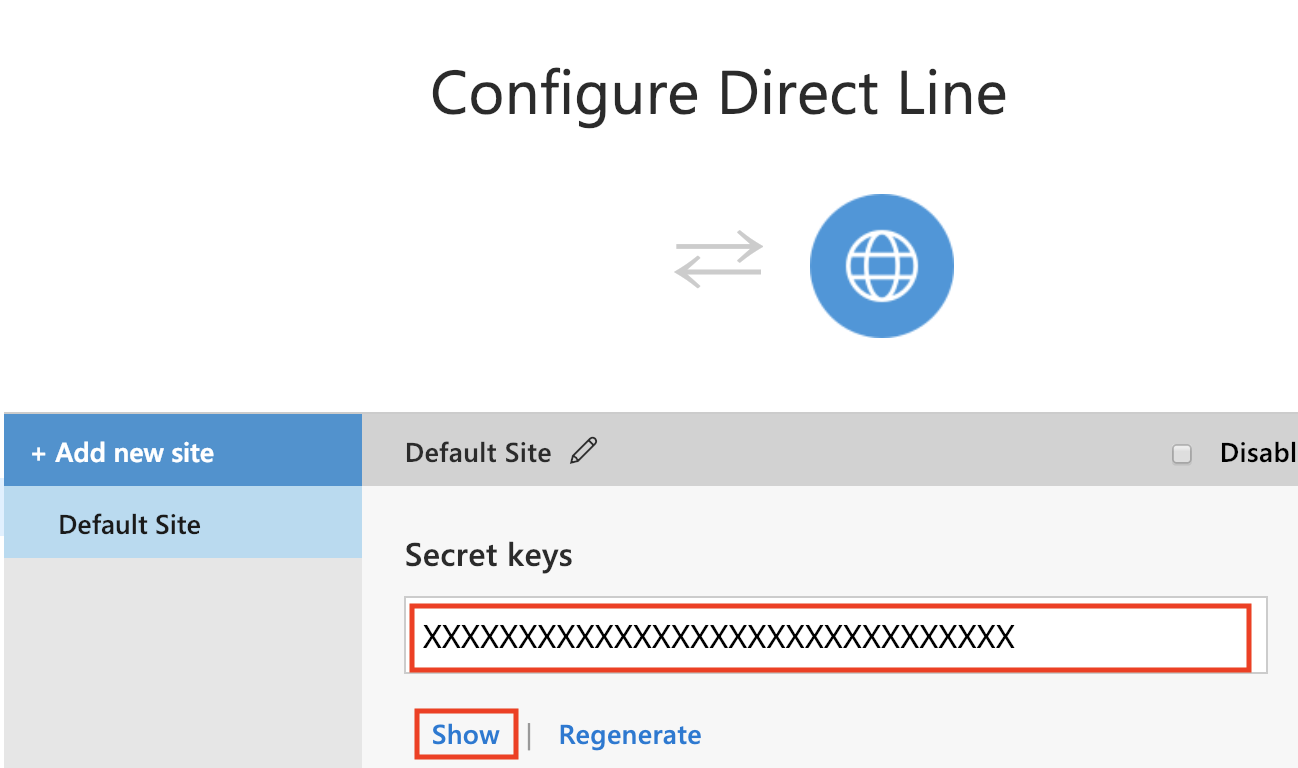 Configure Direct Line
+ Add new site
Default Site
Disabl
Default Site
Secret keys
XXXXXXXXXXXXXXXXXXXXXXXXXXXXXXX
Show | Regenerate